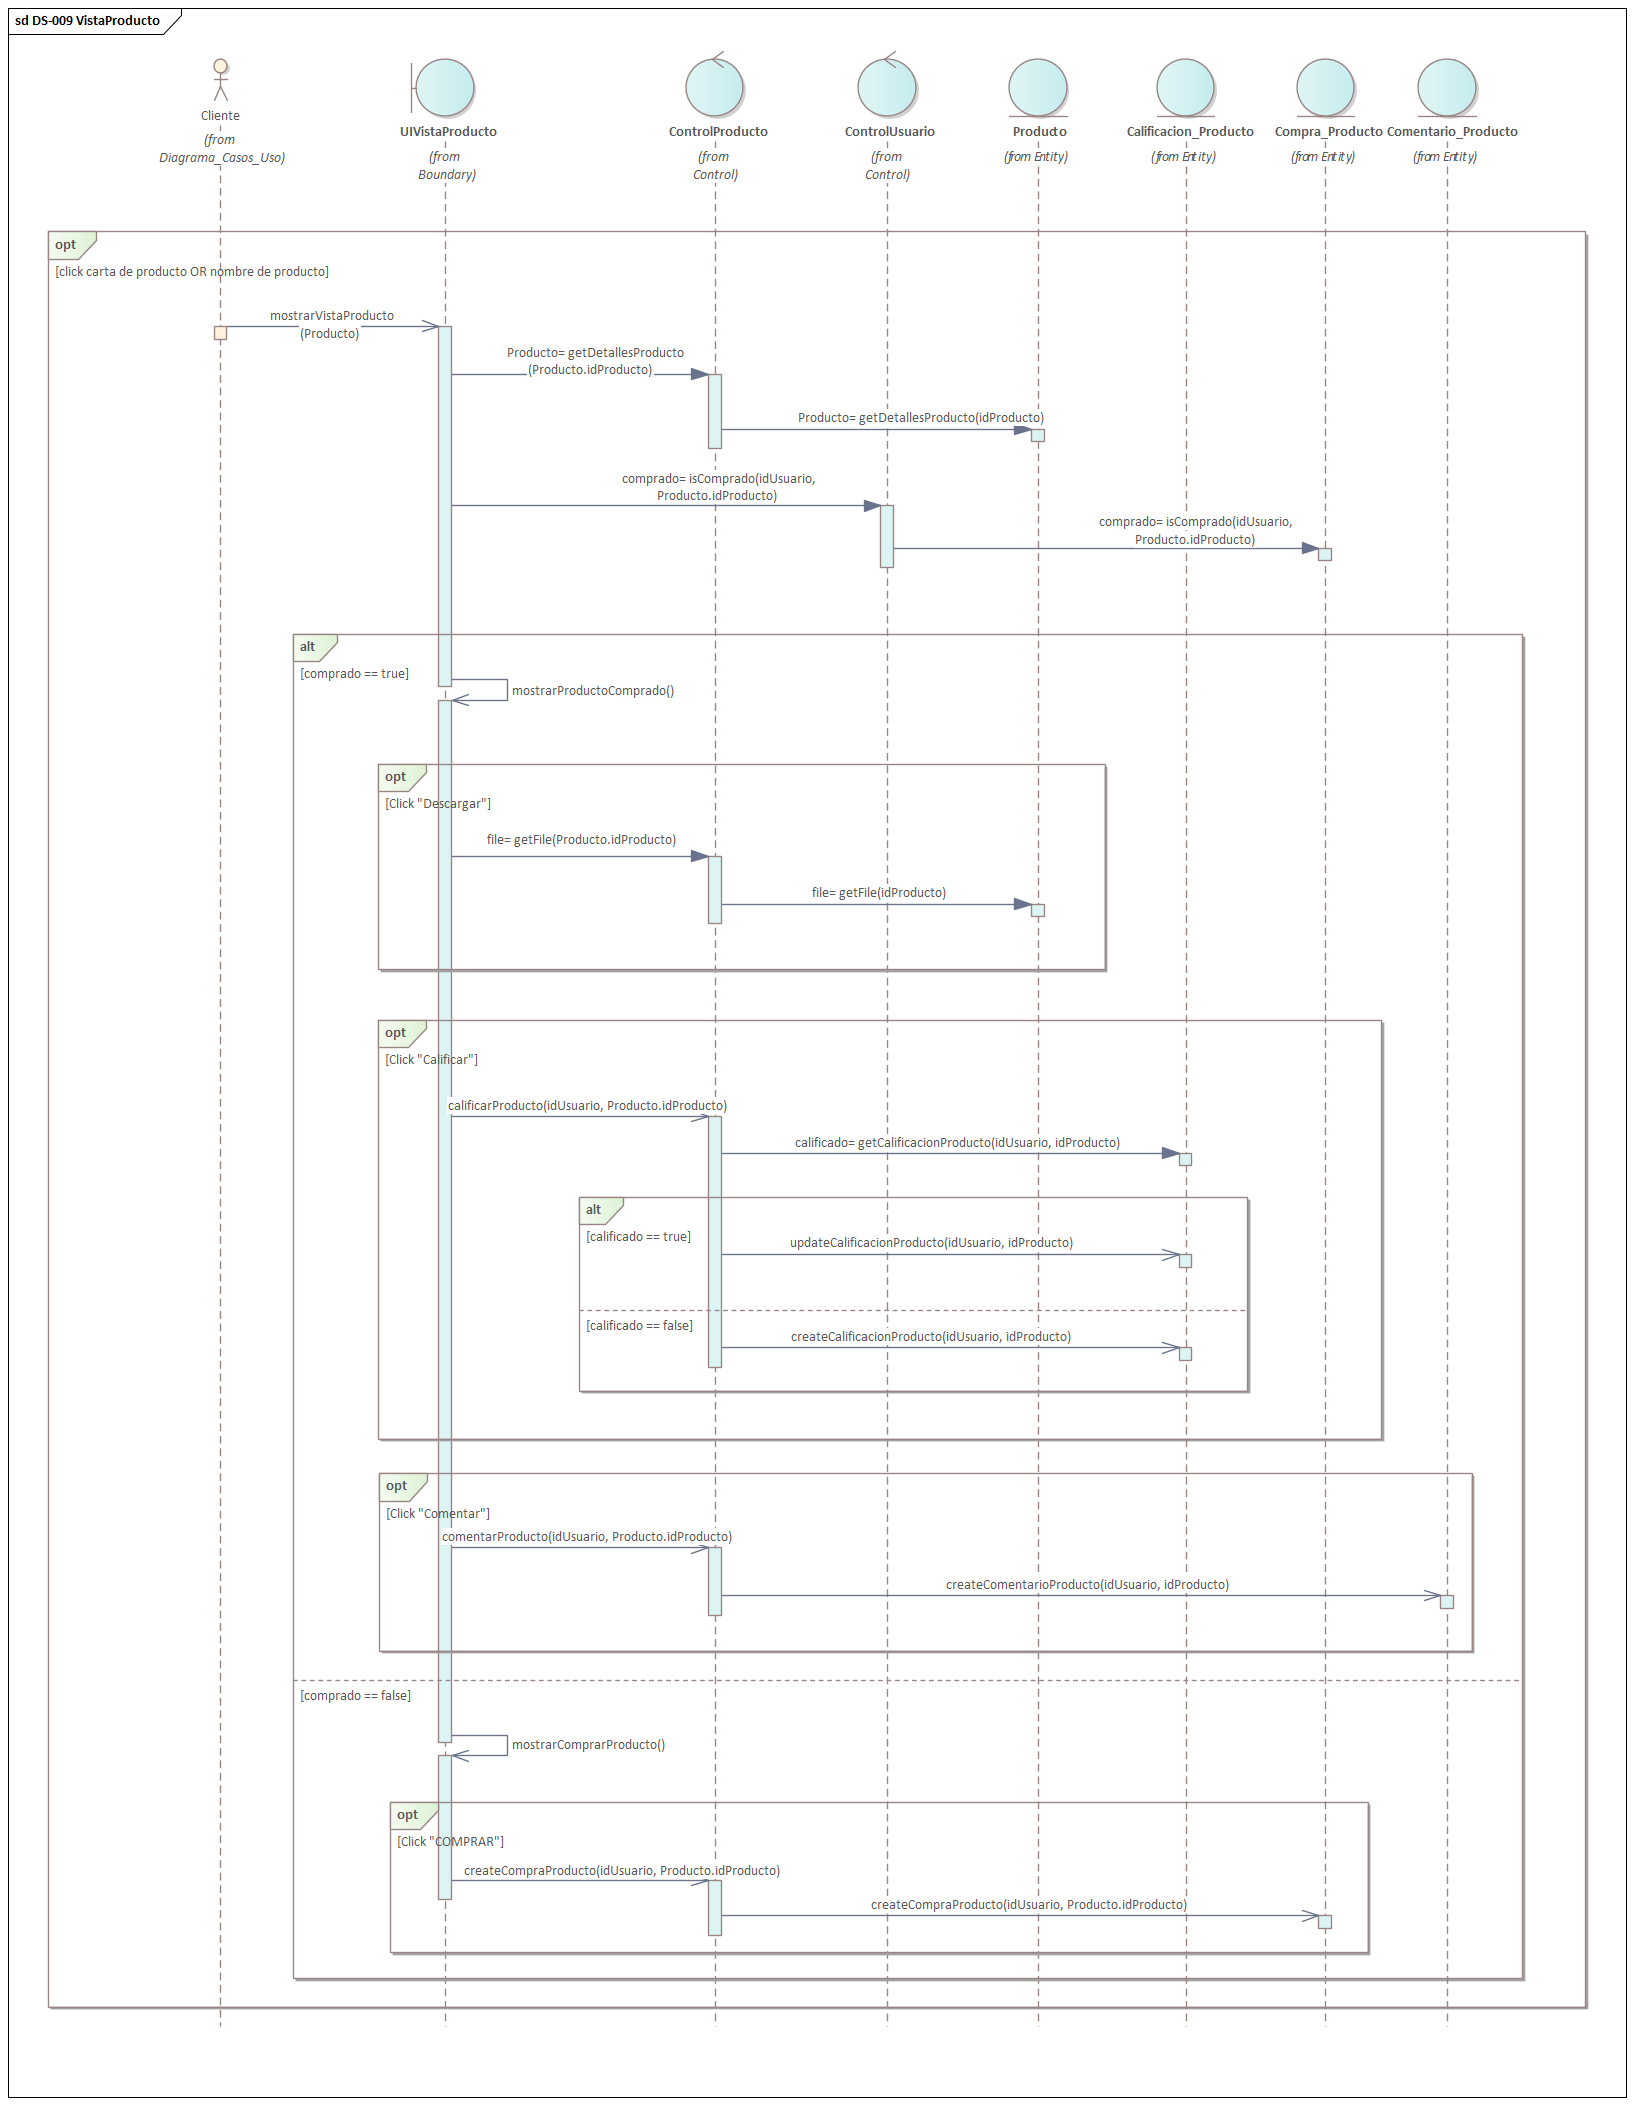 sd DS-009 VistaProducto
Cliente
(from
Diagrama_Casos_Uso)
UIVistaProducto
(from
Boundary)
ControlProducto
(from
Control)
ControlUsuario
(from
Control)
Producto
(from Entity)
Calificacion_Producto
(from Entity)
Compra_Producto
(from Entity)
Comentario_Producto
(from Entity)
opt
[click carta de producto OR nombre de producto]
mostrarVistaProducto
(Producto)
Producto= getDetallesProducto
(Producto.idProducto)
Producto= getDetallesProducto(idProducto)
comprado= isComprado(idUsuario,
Producto.idProducto)
comprado= isComprado(idUsuario,
Producto.idProducto)
alt
[comprado == true]
mostrarProductoComprado()
opt
[Click "Descargar"]
file= getFile(Producto.idProducto)
file= getFile(idProducto)
opt
[Click "Calificar"]
calificarProducto(idUsuario, Producto.idProducto)
calificado= getCalificacionProducto(idUsuario, idProducto)
alt
[calificado == true]
updateCalificacionProducto(idUsuario, idProducto)
[calificado == false]
createCalificacionProducto(idUsuario, idProducto)
opt
[Click "Comentar"]
comentarProducto(idUsuario, Producto.idProducto)
createComentarioProducto(idUsuario, idProducto)
[comprado == false]
mostrarComprarProducto()
opt
[Click "COMPRAR"]
createCompraProducto(idUsuario, Producto.idProducto)
createCompraProducto(idUsuario, Producto.idProducto)